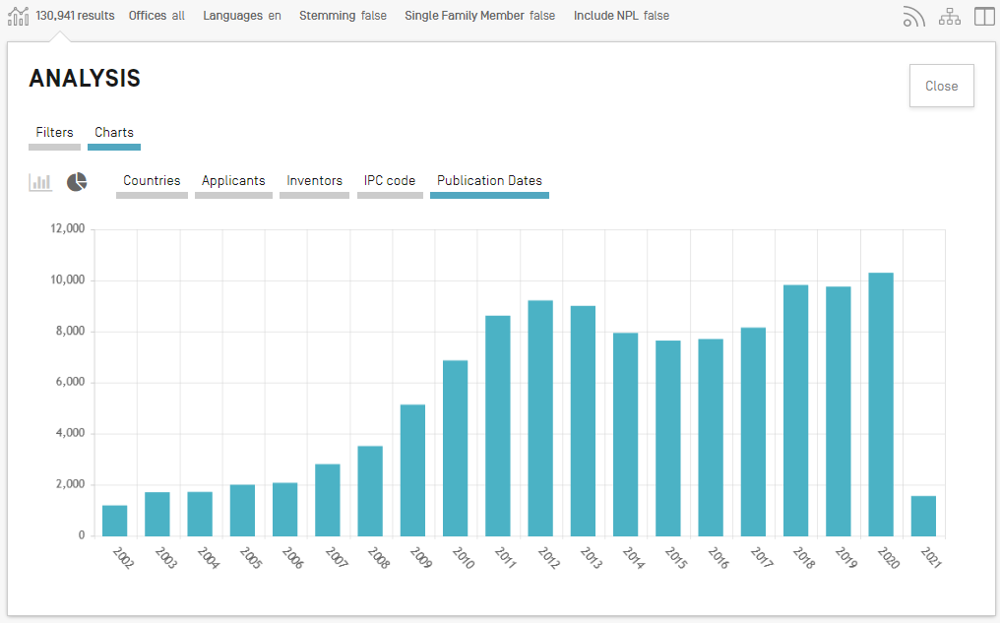 130,941 results Offices all Languages en Stemming false Single Family Member false Include NPL false
ANALYSIS
Close
Filters Charts
Countries Applicants Inventors IPC code Publication Dates
12,000
10,000
8,000
6,000
4,000
2,000
0
2002 2003 2004 2005 2006 2007 2008 2009 2010 2011 2012 2013 2014 2015 2016 2017 2018 2019 2020 2021